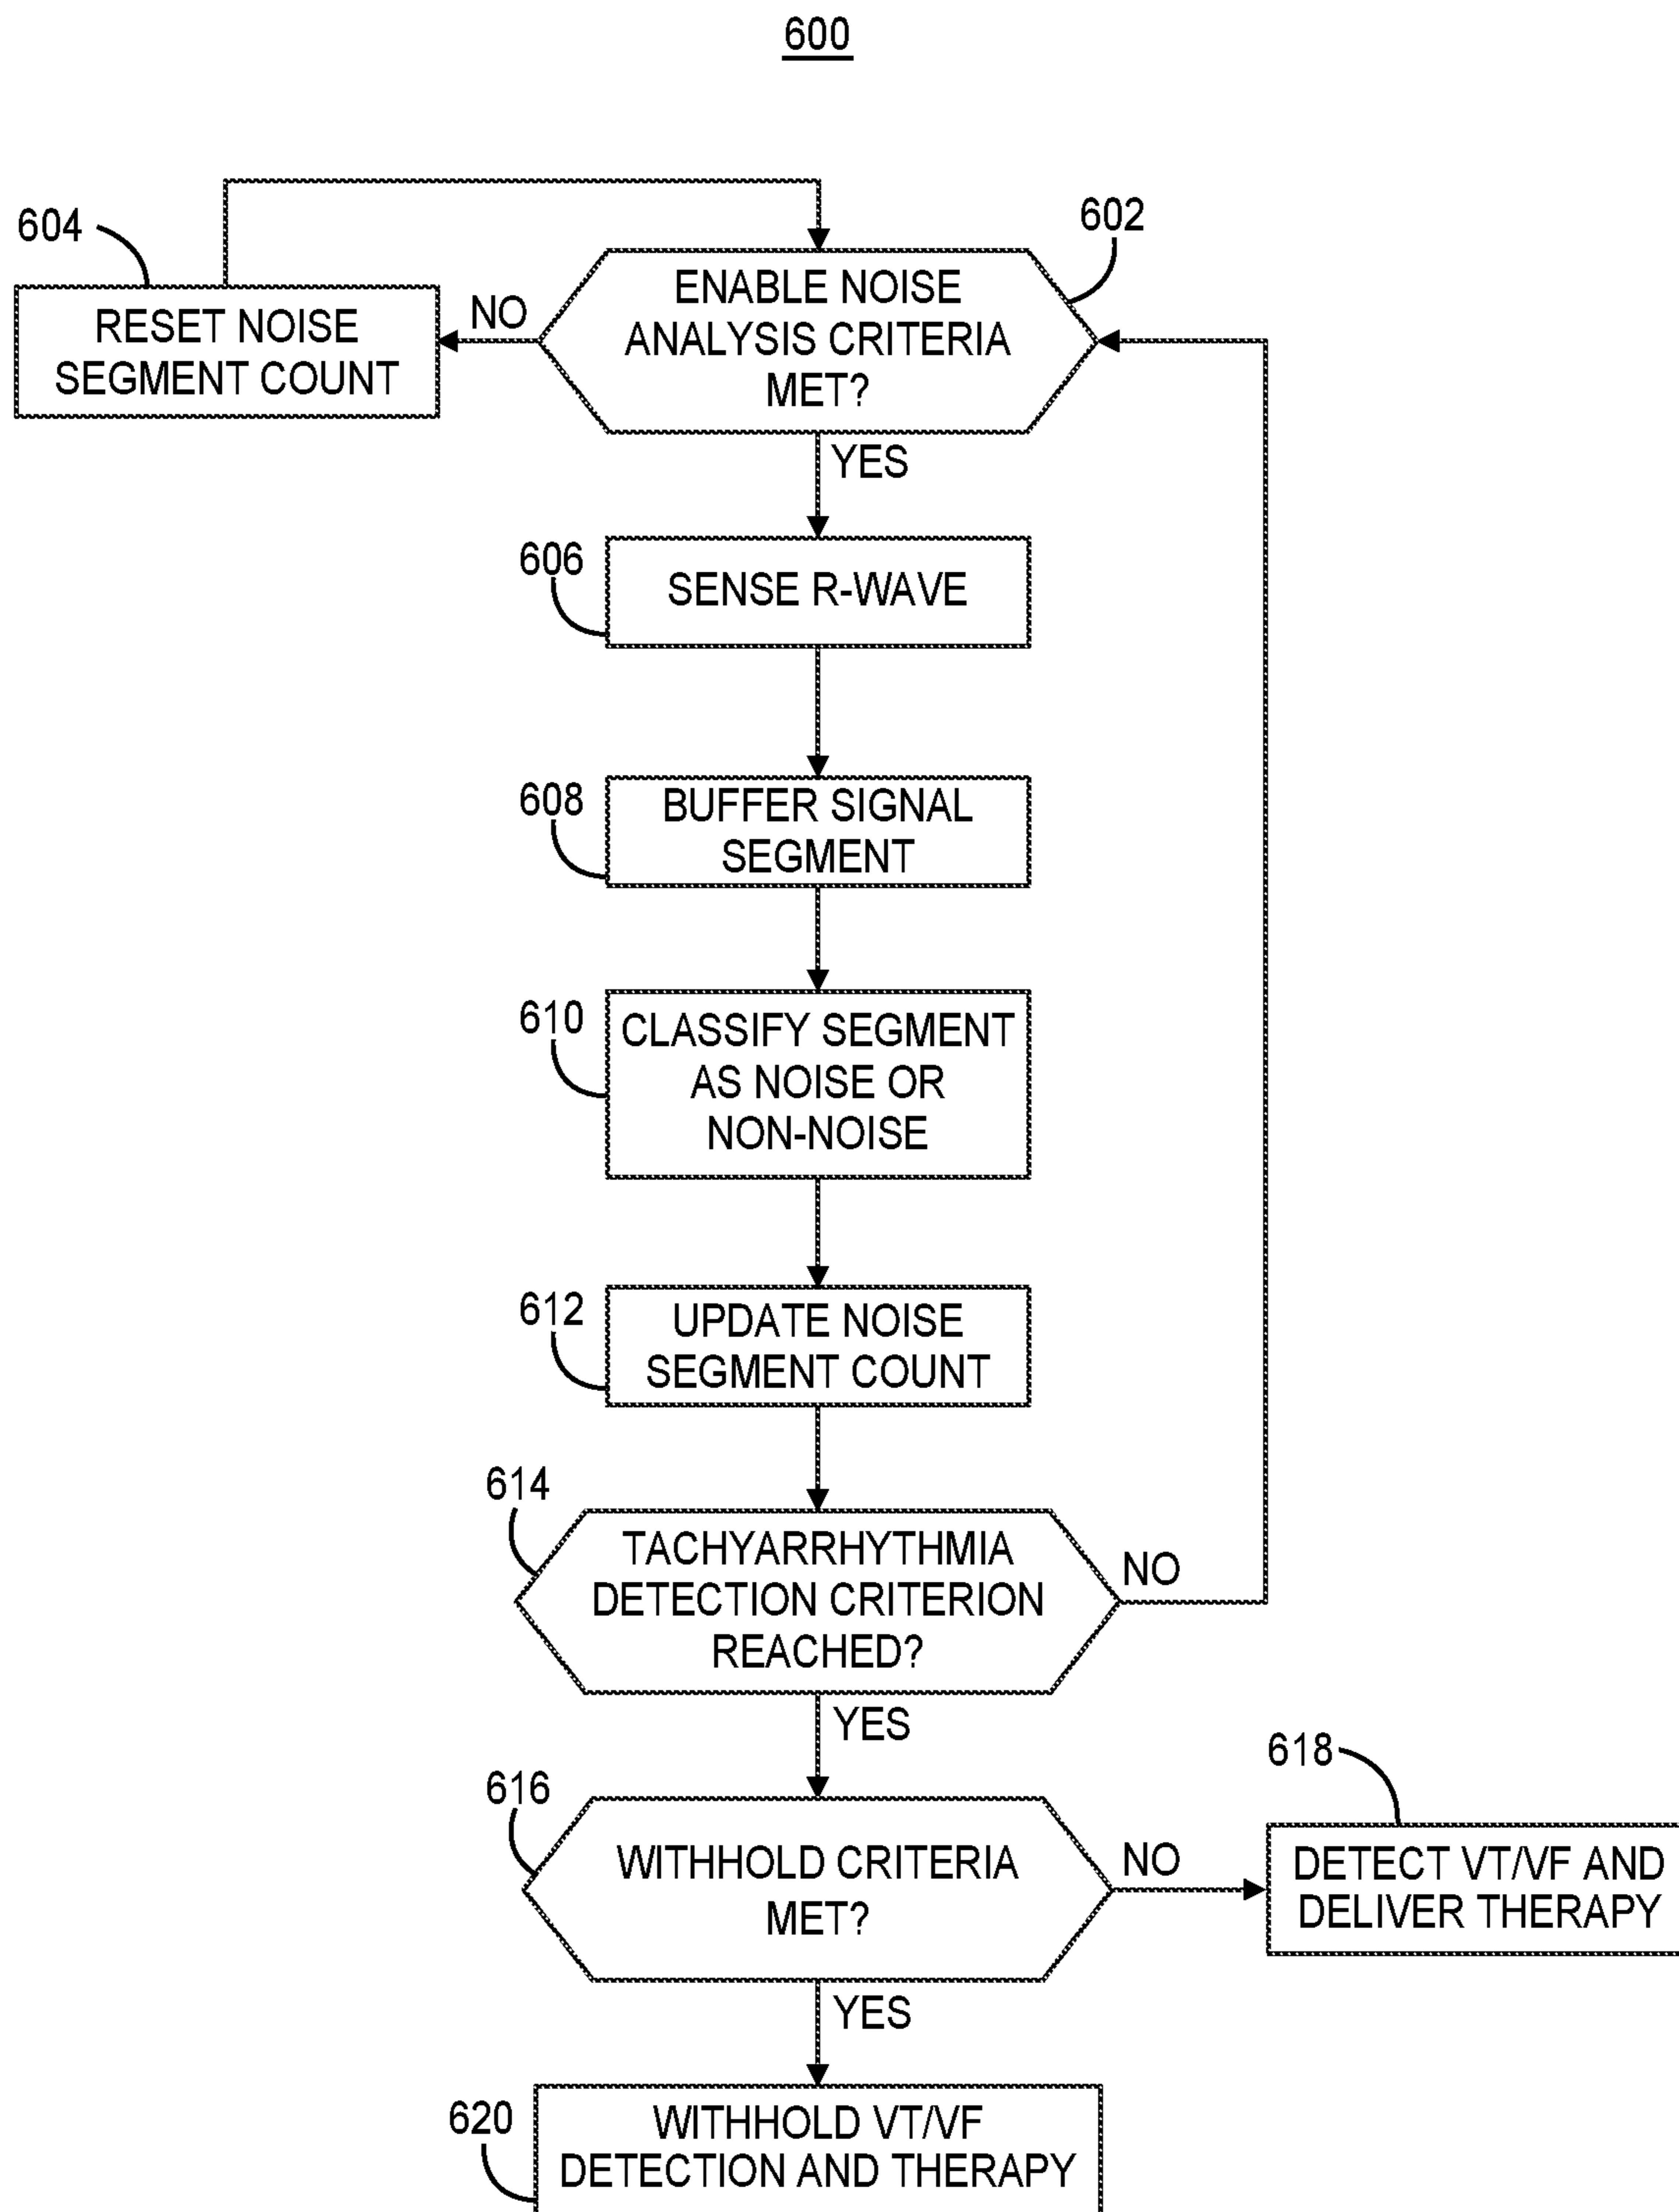 600
604
602
ENABLE NOISE
ANALYSIS CRITERIA
MET?
NO
RESET NOISE
SEGMENT COUNT
YES
606
SENSE R-WAVE
608
BUFFER SIGNAL
SEGMENT
610
CLASSIFY SEGMENT
AS NOISE OR
NON-NOISE
612
UPDATE NOISE
SEGMENT COUNT
614
TACHYARRHYTHMIA
DETECTION CRITERION
REACHED?
NO
YES
616
WITHHOLD CRITERIA
MET?
NO
618
DETECT VT/VF AND
DELIVER THERAPY
YES
620
WITHHOLD VT/VF
DETECTION AND THERAPY